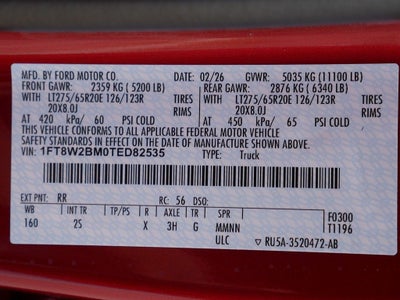 MFD. BY FORD MOTOR CO. 02/26 GVWR: 5035 KG (11100 LB)
FRONT GAWR: 2359 KG ( 5200 LB) REAR GAWR: 2876 KG ( 6340 LB)
WITH LT275/65R20E 126/123R TIRES WITH LT275/65R20E 126/123R TIRES
20X8.0J RIMS 20X8.0J RIMS
AT 420 kPa/ 60 PSI COLD AT 450 kPa/ 65 PSI COLD
THIS VEHICLE CONFORMS TO ALL APPLICABLE FEDERAL MOTOR VEHICLE
SAFETY STANDARDS IN EFFECT ON THE DATE OF MANUFACTURE SHOWN ABOVE.
VIN: 1FT8W2BM0TED82535 TYPE: Truck
EXT PNT: RR RC: 56 DSO: F0300
WB INT TR R AXLE TR SPR T1196
160 2S X 3H G MMNN
ULC RU5A-3520472-AB